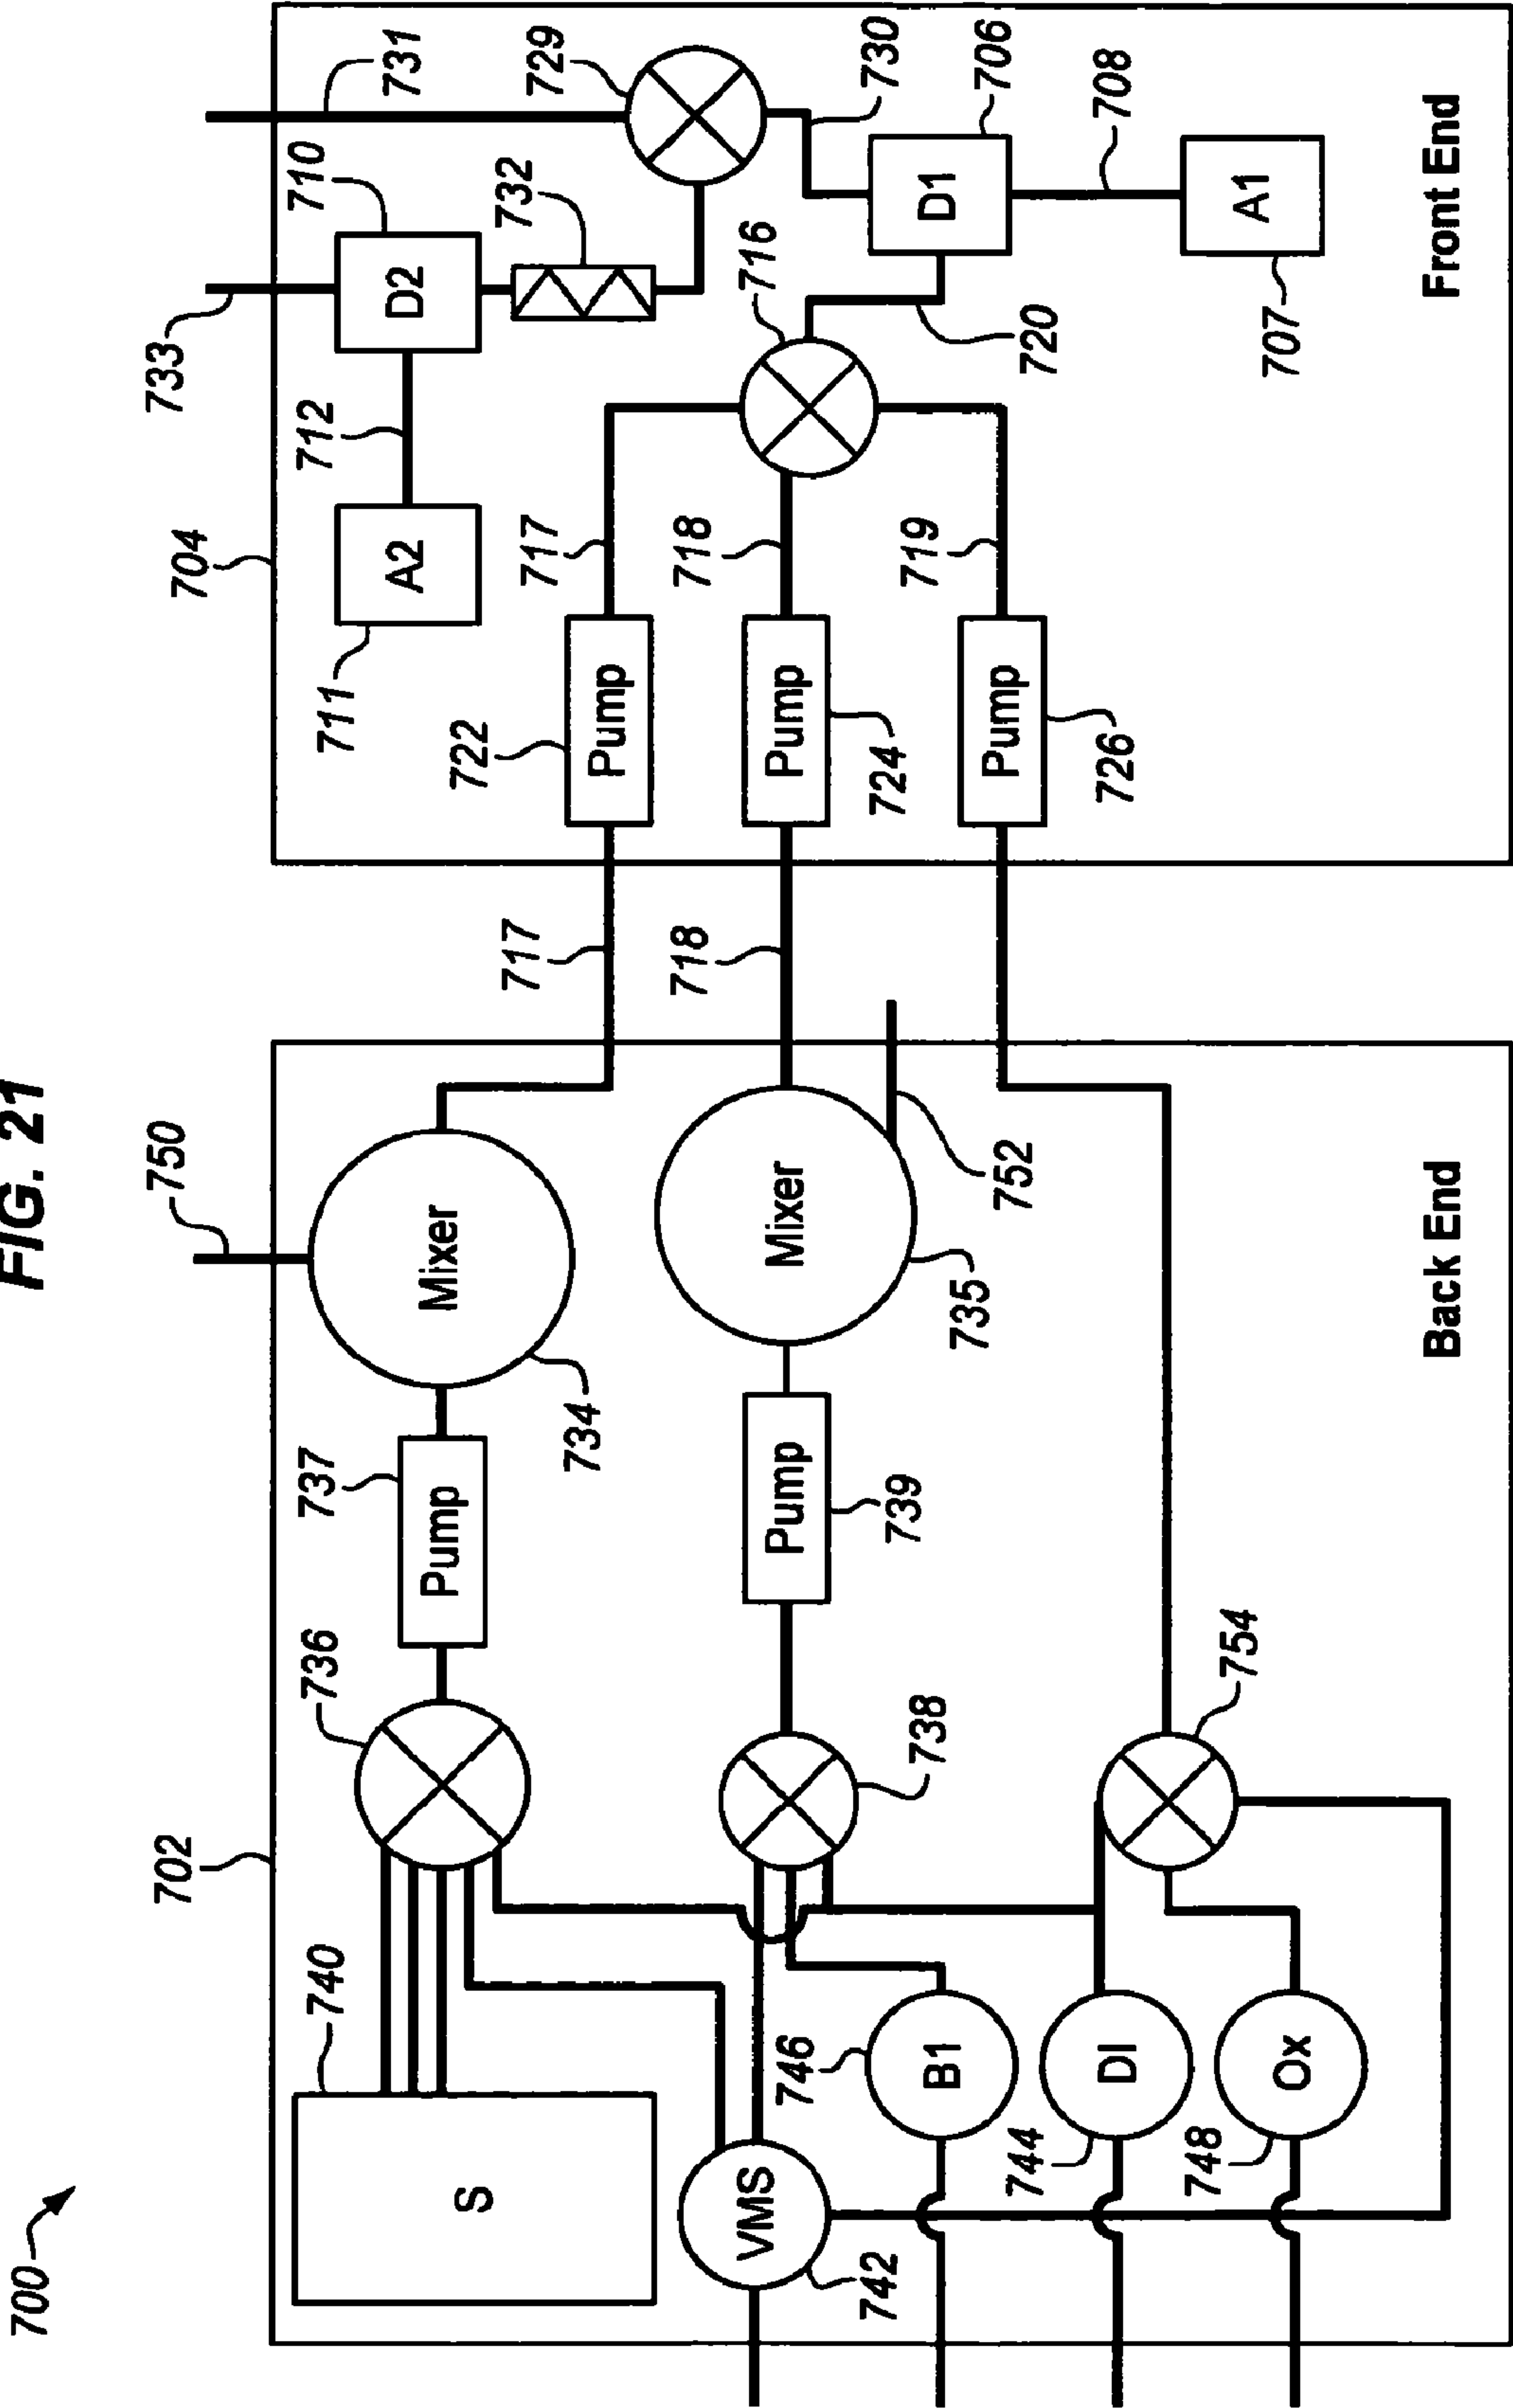 FIG. 21
700
702
740
S
736
737
Pump
750
Mixer
734
VMS
742
746
B1
744
DI
748
Ox
738
Pump
739
Mixer
735
752
754
Back End
717
718
704
733
710
D2
712
A2
711
731
729
732
730
706
D1
708
A1
707
716
720
717
718
719
722
Pump
724
Pump
726
Pump
Front End